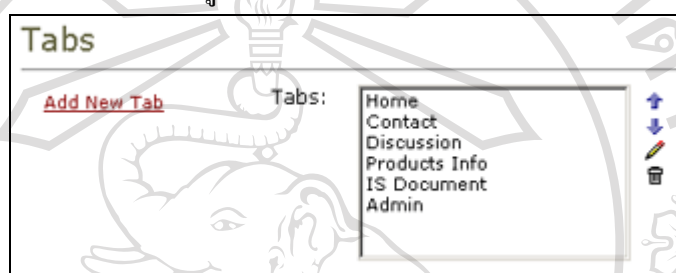 Tabs
Add New Tab
Tabs:
Home
Contact
Discussion
Products Info
IS Document
Admin